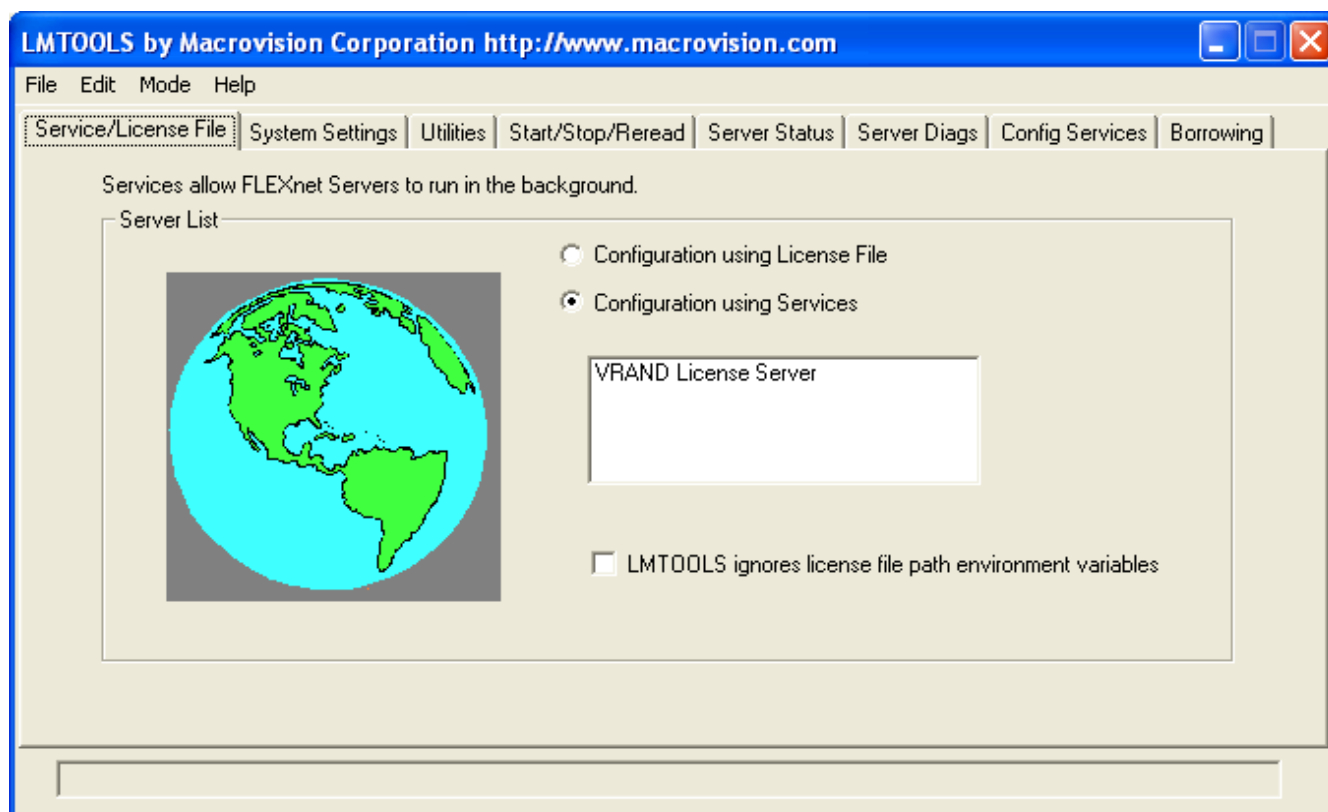 LMTOOLS by Macrovision Corporation http://www.macrovision.com
File Edit Mode Help
Service/License File System Settings Utilities Start/Stop/Reread Server Status Server Diags Config Services Borrowing
Services allow FLEXnet Servers to run in the background.
Server List
Configuration using License File
Configuration using Services
VRAND License Server
LMTOOLS ignores license file path environment variables